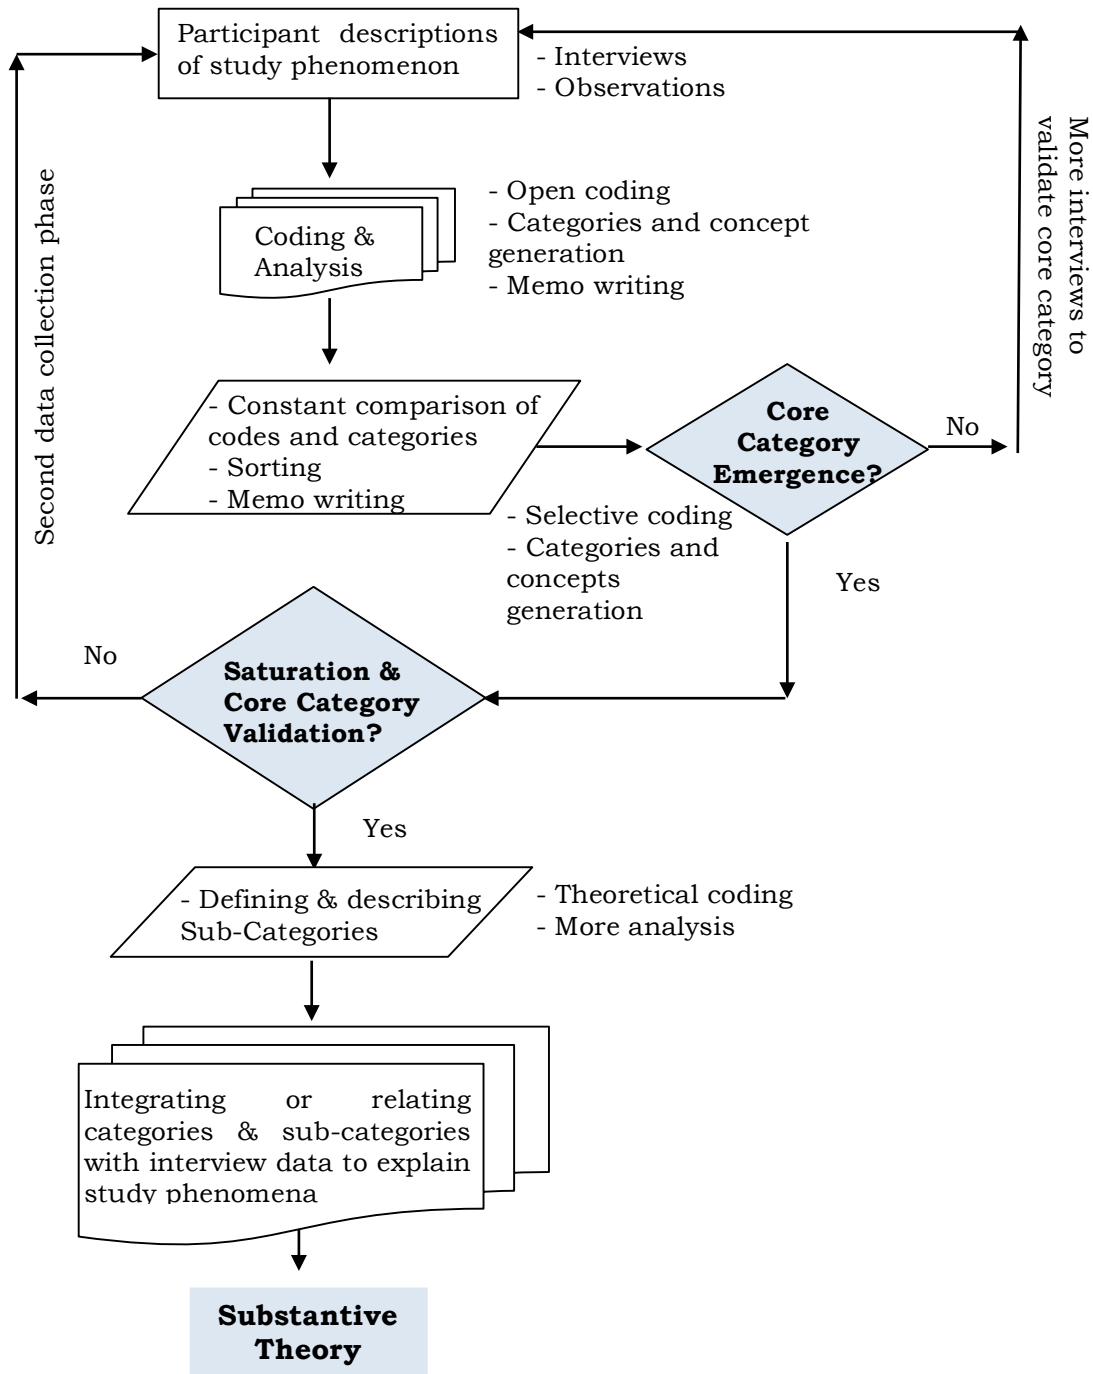 Participant descriptions
of study phenomenon
- Interviews
- Observations
More interviews to
validate core category
Second data collection phase
- Open coding
- Categories and concept
generation
- Memo writing
Coding &
Analysis
- Constant comparison of
codes and categories
- Sorting
- Memo writing
Core
Category
Emergence?
No
- Selective coding
- Categories and
concepts
generation
Yes
No
Saturation &
Core Category
Validation?
Yes
- Defining & describing
Sub-Categories
- Theoretical coding
- More analysis
Integrating or relating
categories & sub-categories
with interview data to explain
study phenomena
Substantive
Theory